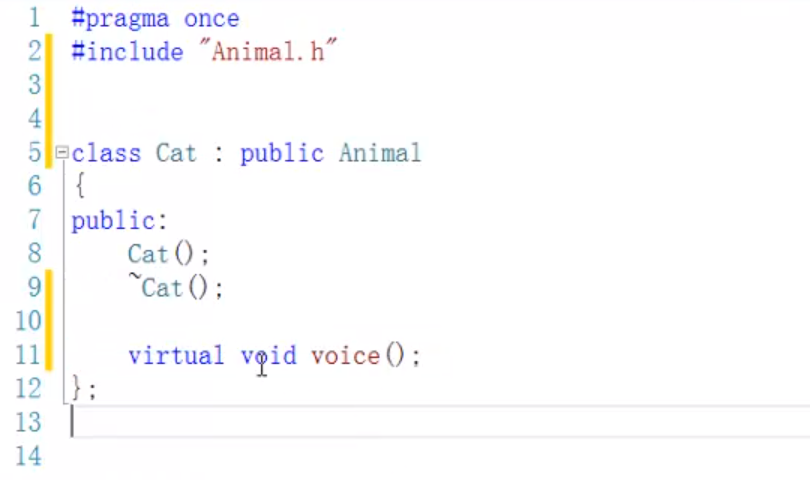 1 #pragma once
2 #include "Animal.h"
3
4
5 class Cat : public Animal
6 {
7 public:
8     Cat();
9     ~Cat();
10
11     virtual void voice();
12 };
13
14